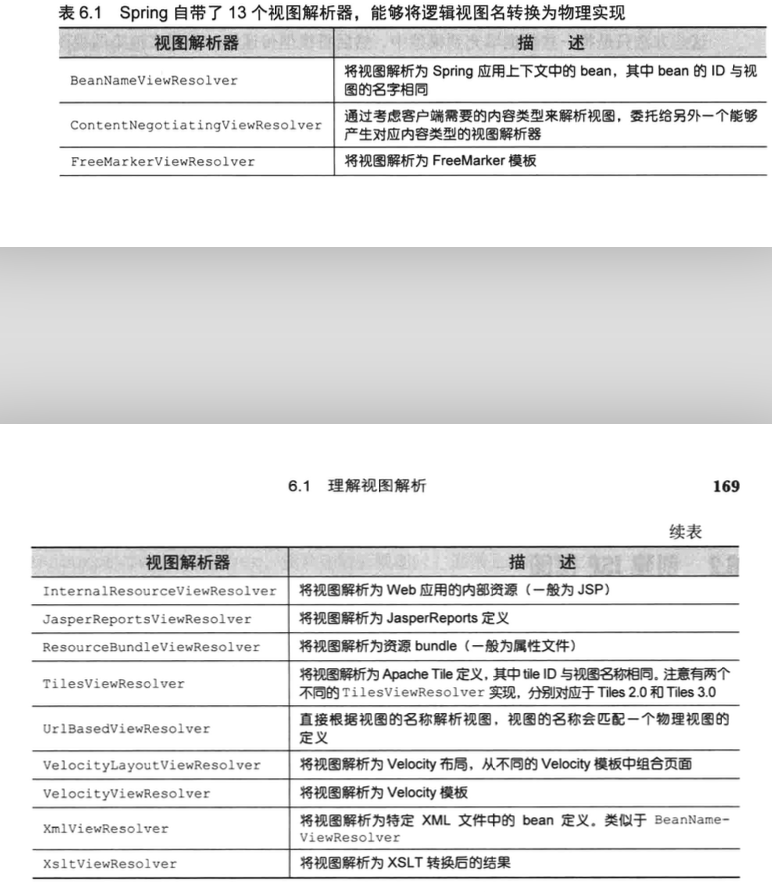 表 6.1 Spring 自带了 13 个视图解析器，能够将逻辑视图名转换为物理实现
视图解析器 描 述
BeanNameViewResolver 将视图解析为 Spring 应用上下文中的 bean，其中 bean 的 ID 与视
图的名字相同
ContentNegotiatingViewResolver 通过考虑客户端需要的内容类型来解析视图，委托给另外一个能够
产生对应内容类型的视图解析器
FreeMarkerViewResolver 将视图解析为 FreeMarker 模板
6.1 理解视图解析 169
续表
视图解析器 描 述
InternalResourceViewResolver 将视图解析为 Web 应用的内部资源（一般为 JSP）
JasperReportsViewResolver 将视图解析为 JasperReports 定义
ResourceBundleViewResolver 将视图解析为资源 bundle（一般为属性文件）
TilesViewResolver 将视图解析为 Apache Tile 定义，其中 tile ID 与视图名称相同。注意有两个
不同的 TilesViewResolver 实现，分别对应于 Tiles 2.0 和 Tiles 3.0
UrlBasedViewResolver 直接根据视图的名称解析视图，视图的名称会匹配一个物理视图的
定义
VelocityLayoutViewResolver 将视图解析为 Velocity 布局，从不同的 Velocity 模板中组合页面
VelocityViewResolver 将视图解析为 Velocity 模板
XmlViewResolver 将视图解析为特定 XML 文件中的 bean 定义。类似于 BeanName-
ViewResolver
XsltViewResolver 将视图解析为 XSLT 转换后的结果